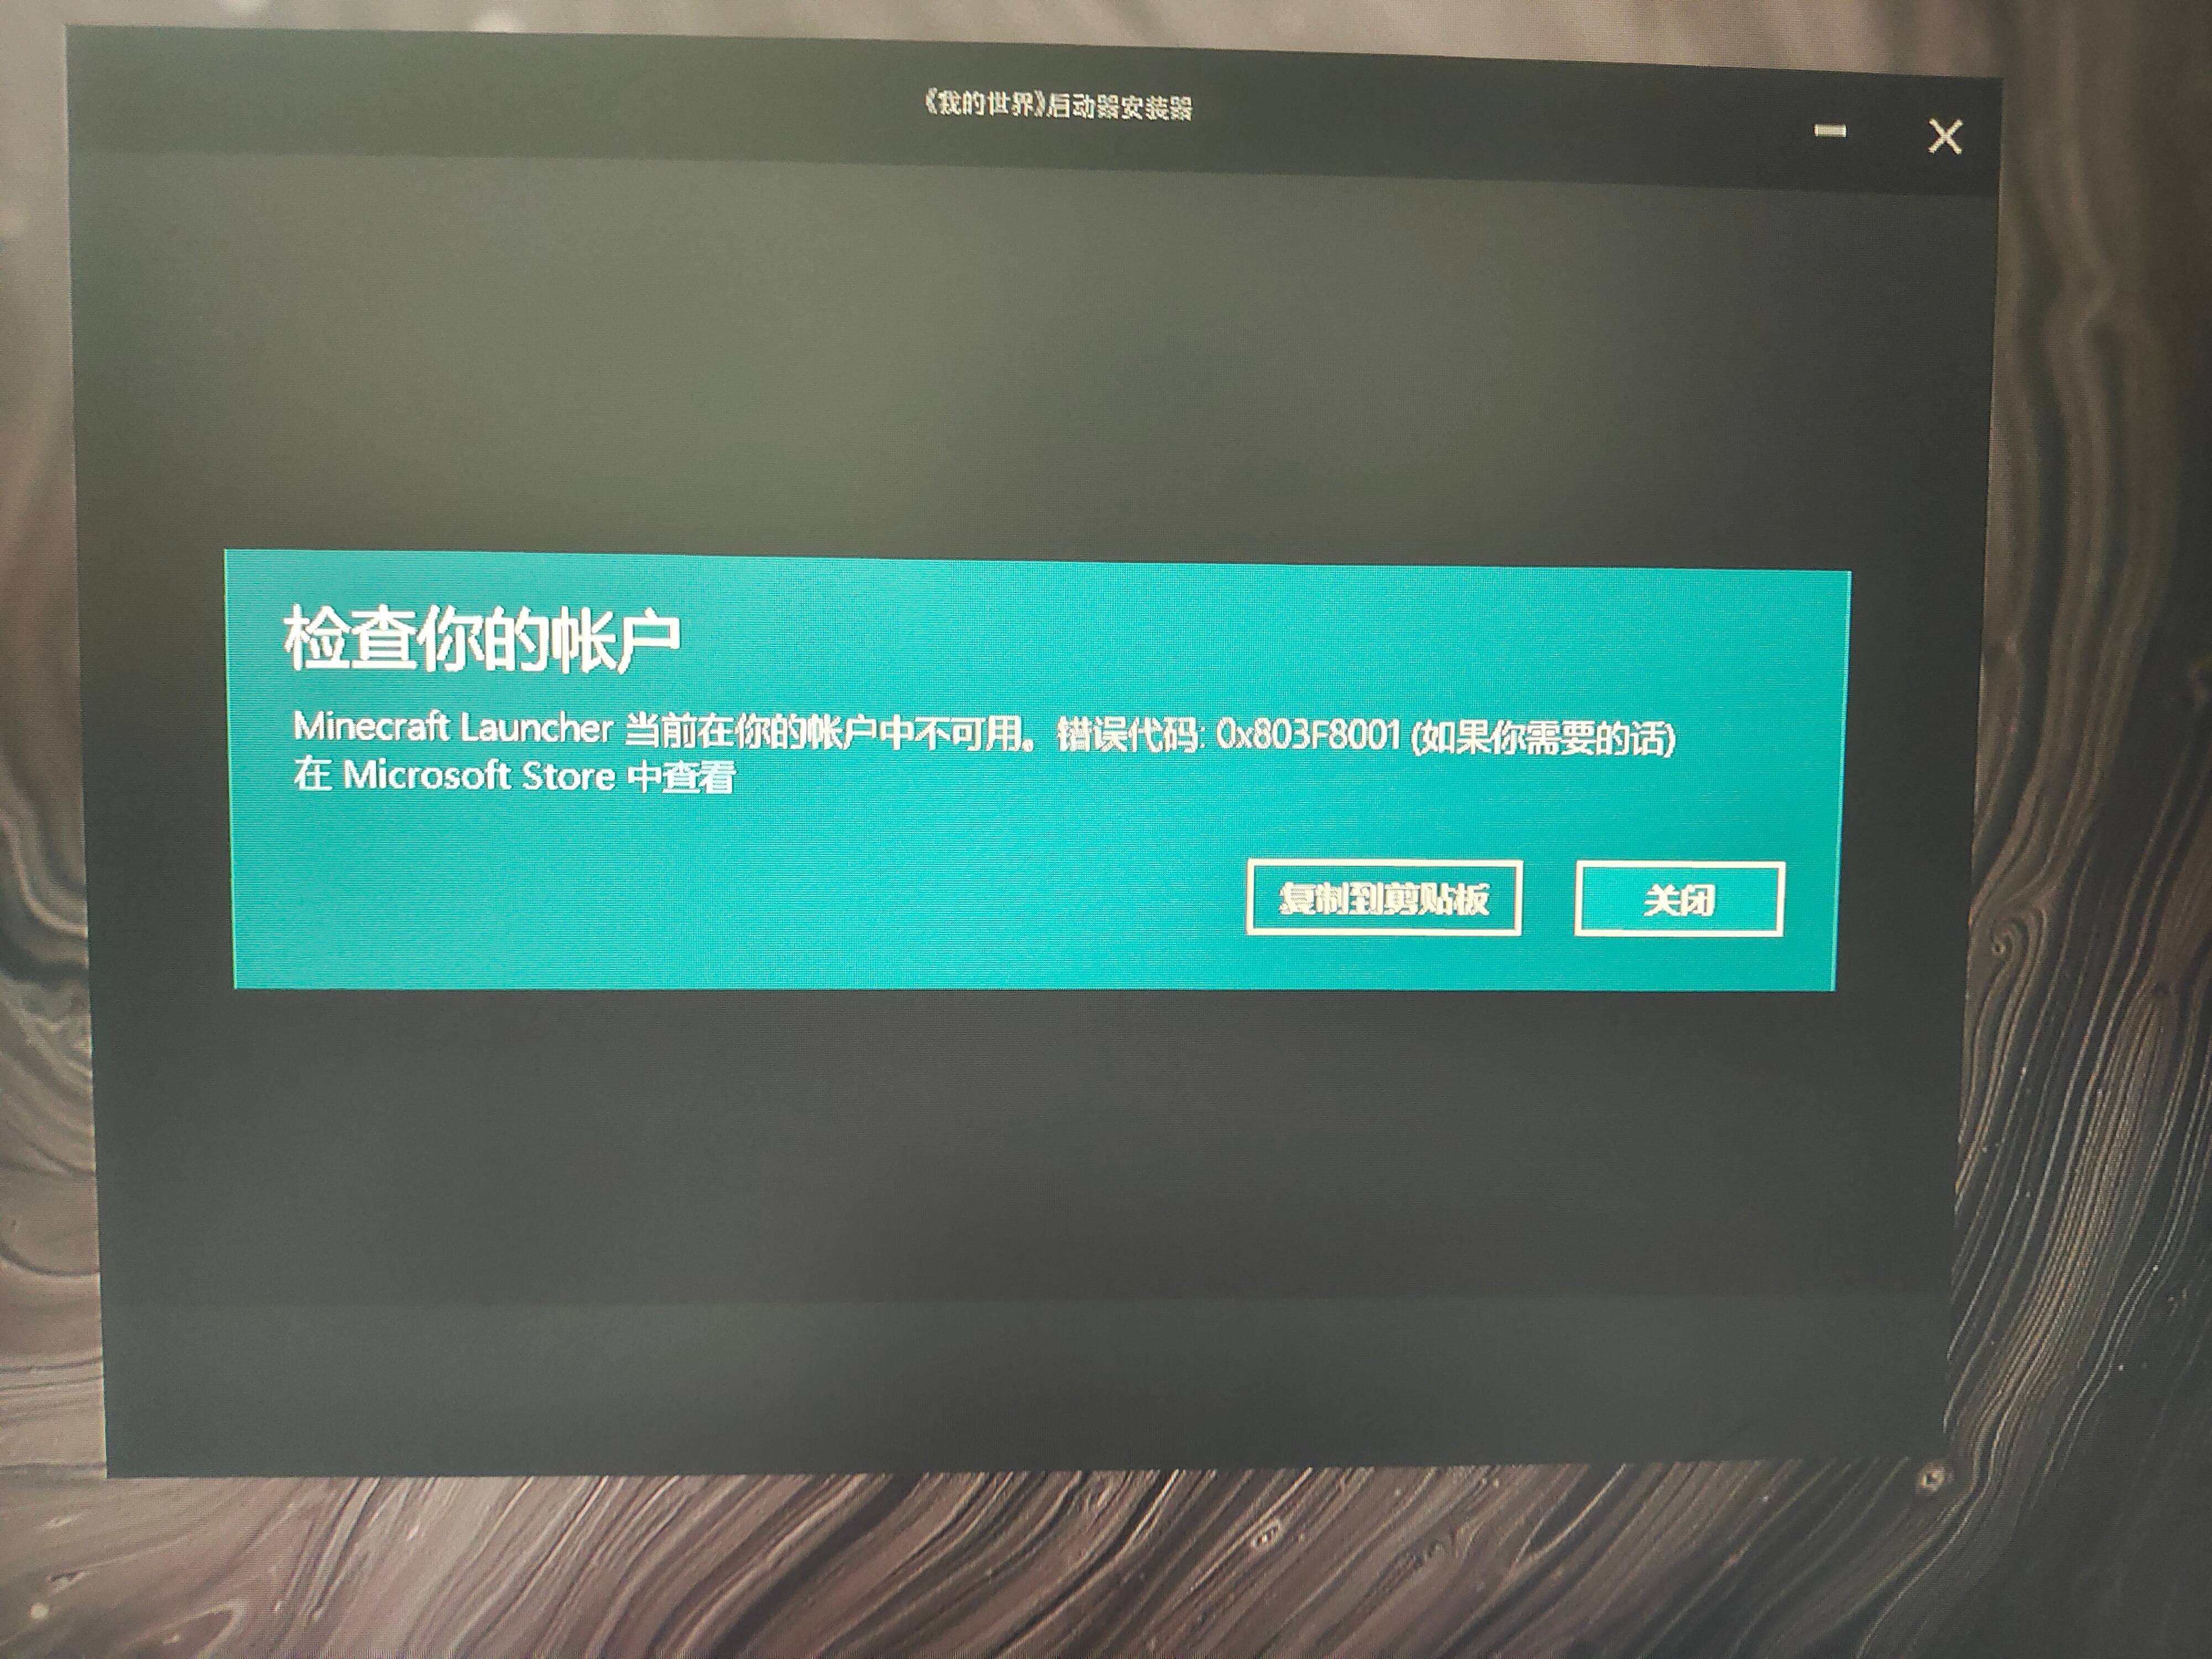 《我的世界》启动器安装器
检查你的帐户
Minecraft Launcher 当前在你的帐户中不可用。错误代码: 0x803F8001 (如果你需要的话)
在 Microsoft Store 中查看
复制到剪贴板
关闭